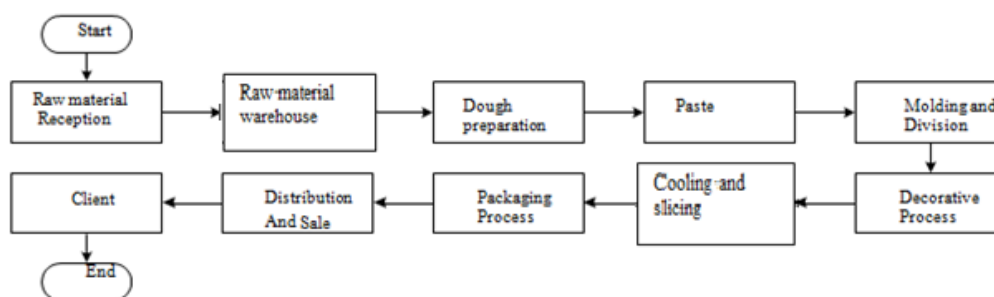 Start
Raw material
Reception
Raw-material
warehouse
Dough
preparation
Paste
Molding and
Division
Decorative
Process
Cooling-and
slicing
Packaging
Process
Distribution
And Sale
Client
End